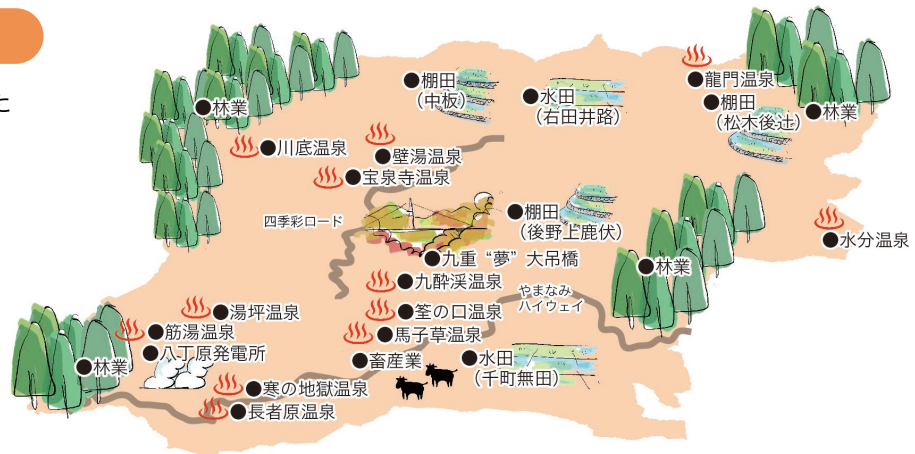 た
●林業
●棚田
（中板）
●水田
（右田井路）
●龍門温泉
●棚田
（松木後辻）
●林業
●川底温泉
●壁湯温泉
●宝泉寺温泉
四季彩ロード
●棚田
（後野上鹿伏）
●水分温泉
●九重“夢”大吊橋
●林業
●九酔渓温泉
やまなみ
ハイウェイ
●湯坪温泉
●筌の口温泉
●筋湯温泉
●馬子草温泉
●八丁原発電所
●林業
●畜産業
●水田
（千町無田）
●寒の地獄温泉
●長者原温泉